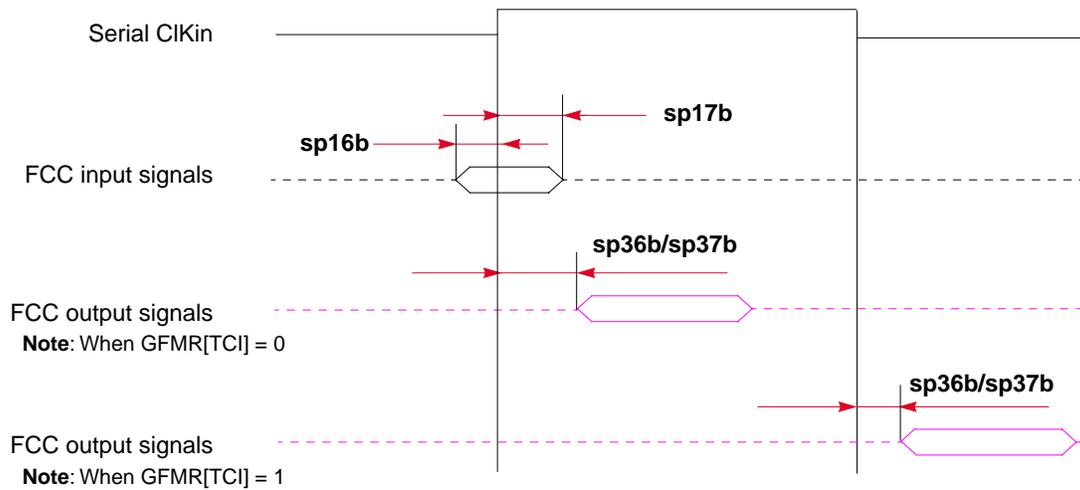 Serial ClKin
sp17b
sp16b
FCC input signals
sp36b/sp37b
FCC output signals
Note: When GFMR[TCI] = 0
sp36b/sp37b
FCC output signals
Note: When GFMR[TCI] = 1